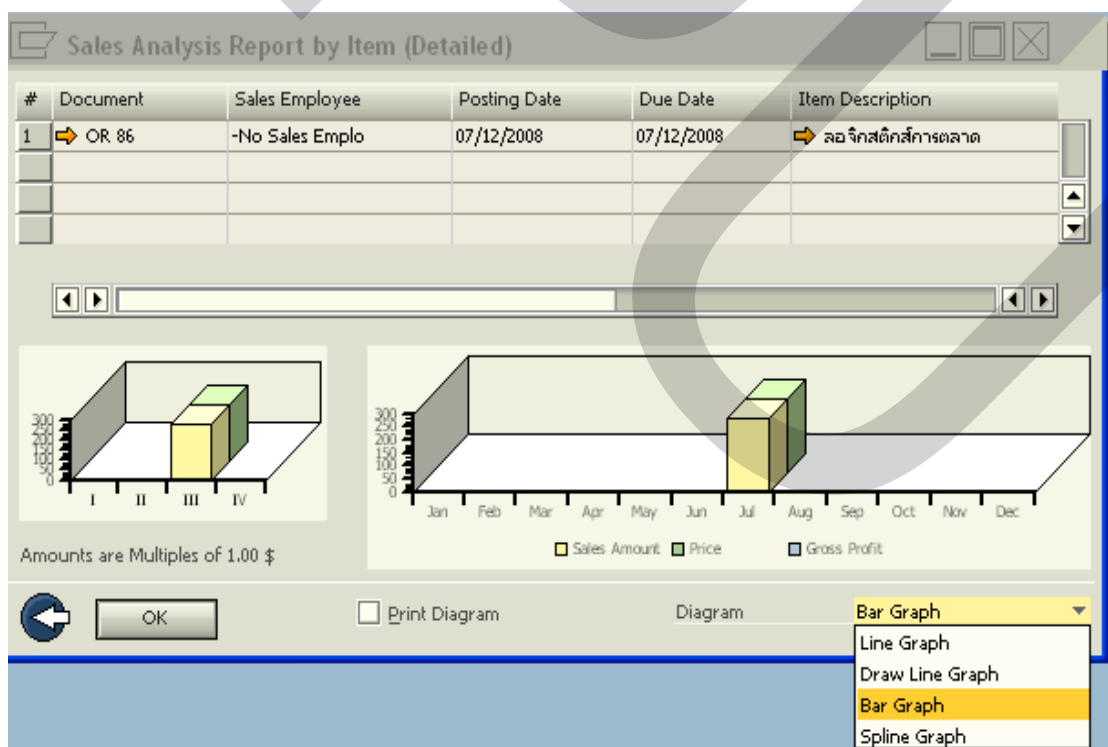 Sales Analysis Report by Item (Detailed)
# Document Sales Employee Posting Date Due Date Item Description
1 OR 86 -No Sales Emplo 07/12/2008 07/12/2008 ลอจิกสติกส์การตลาด
300
250
200
150
100
50
0
I II III IV
300
250
200
150
100
50
0
Jan Feb Mar Apr May Jun Jul Aug Sep Oct Nov Dec
Sales Amount Price Gross Profit
Amounts are Multiples of 1.00 $
OK Print Diagram Diagram Bar Graph
Line Graph
Draw Line Graph
Bar Graph
Spline Graph